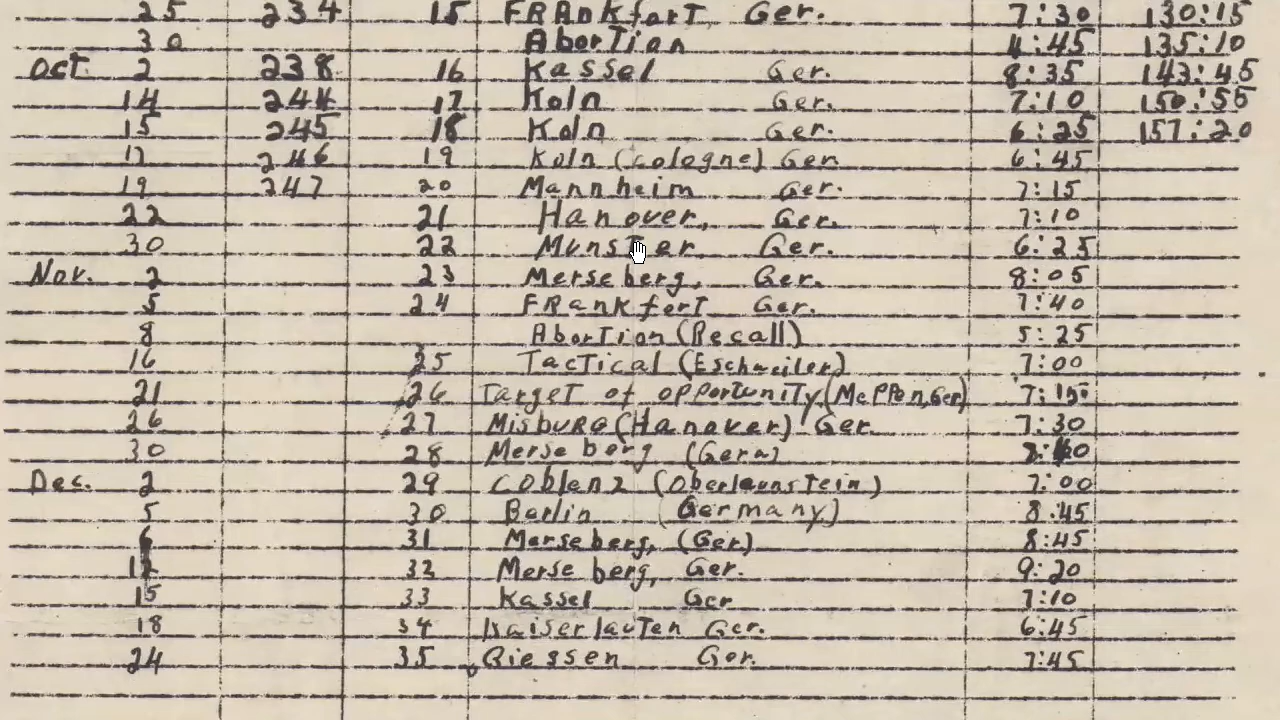 25 234 15 FRAnkforT, Ger. 7:30 130:15
30 AborTion 4:45 135:10
Oct. 2 238 16 Kassel Ger. 8:35 143:45
14 244 17 Koln Ger. 7:10 150:55
15 245 18 Koln Ger. 6:25 157:20
17 246 19 Koln (cologne) Ger. 6:45
19 247 20 Mannheim Ger. 7:15
22 21 Hanover, Ger. 7:10
30 22 MunsTer Ger. 6:25
Nov. 2 23 Merseberg, Ger. 8:05
5 24 FRankforT Ger. 7:40
8 AborTion (Recall) 5:25
16 25 TacTical (Eschweiler) 7:00
21 26 Target of opporTuniTy (MePPen, Ger) 7:15
26 27 MisbuRG (Hanover) Ger. 7:30
30 28 Merseberg (Gera)
Dec. 2 29 Coblenz (Oberlaunstein) 7:00
5 30 Berlin (Germany) 8:45
6 31 Merseberg, (Ger) 8:45
12 32 Merseberg, Ger. 9:20
15 33 Kassel Ger 7:10
18 34 KaiserlauTen Ger. 6:45
24 35 Giessen Ger. 7:45